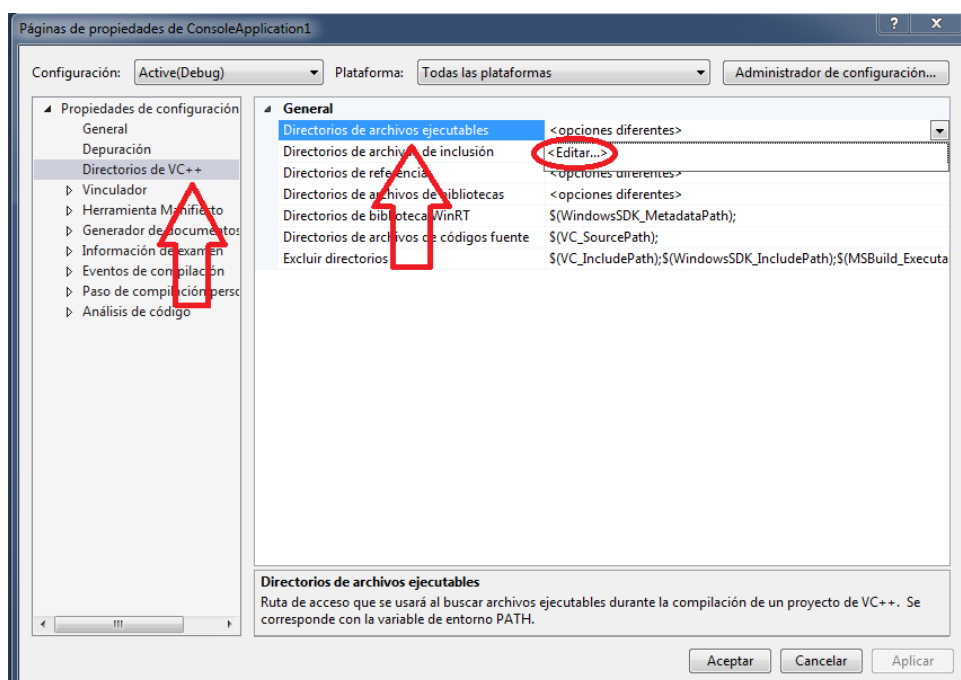 Páginas de propiedades de ConsoleApplication1
?
x
Configuración:
Active(Debug)
Plataforma:
Todas las plataformas
Administrador de configuración...
Propiedades de configuración
General
Depuración
Directorios de VC++
Vinculador
Herramienta Manifiesto
Generador de documentos
Información de examen
Eventos de compilación
Paso de compilación perso
Análisis de código
General
Directorios de archivos ejecutables <opciones diferentes>
Directorios de archivos de inclusión <Editar...>
Directorios de referencia <opciones diferentes>
Directorios de archivos de bibliotecas <opciones diferentes>
Directorios de biblioteca WinRT $(WindowsSDK_MetadataPath);
Directorios de archivos de códigos fuente $(VC_SourcePath);
Excluir directorios $(VC_IncludePath);$(WindowsSDK_IncludePath);$(MSBuild_Executa
Directorios de archivos ejecutables
Ruta de acceso que se usará al buscar archivos ejecutables durante la compilación de un proyecto de VC++. Se
corresponde con la variable de entorno PATH.
Aceptar
Cancelar
Aplicar